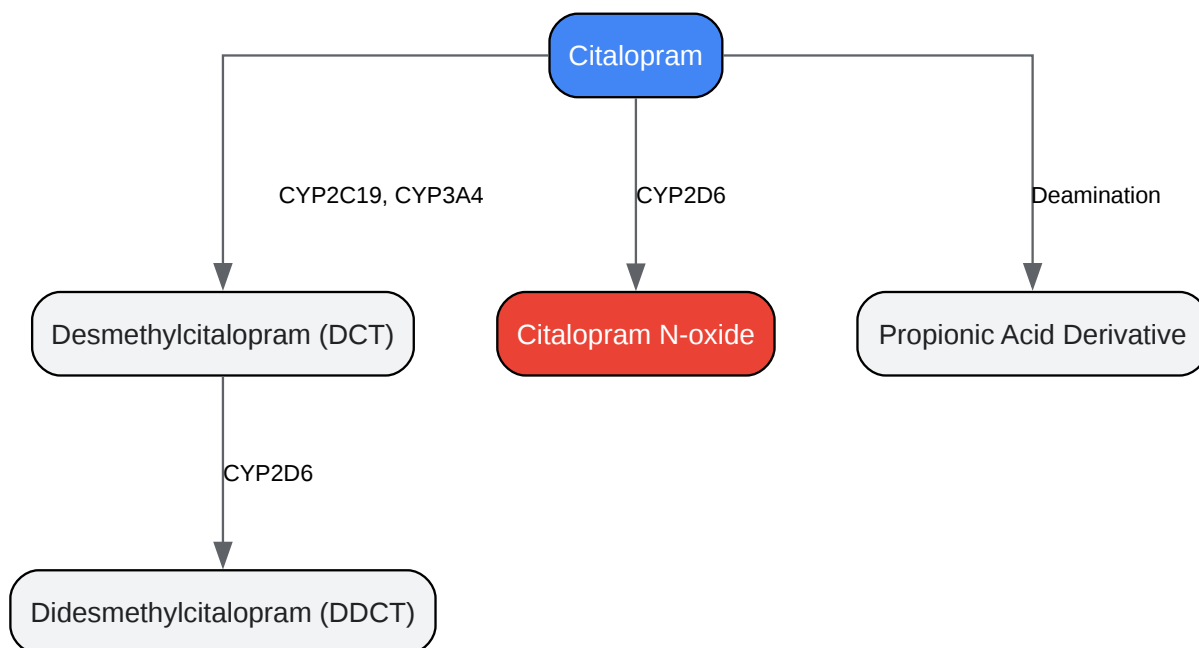 Citalopram
CYP2C19, CYP3A4
CYP2D6
Deamination
Desmethylcitalopram (DCT)
Citalopram N-oxide
Propionic Acid Derivative
CYP2D6
Didesmethylcitalopram (DDCT)